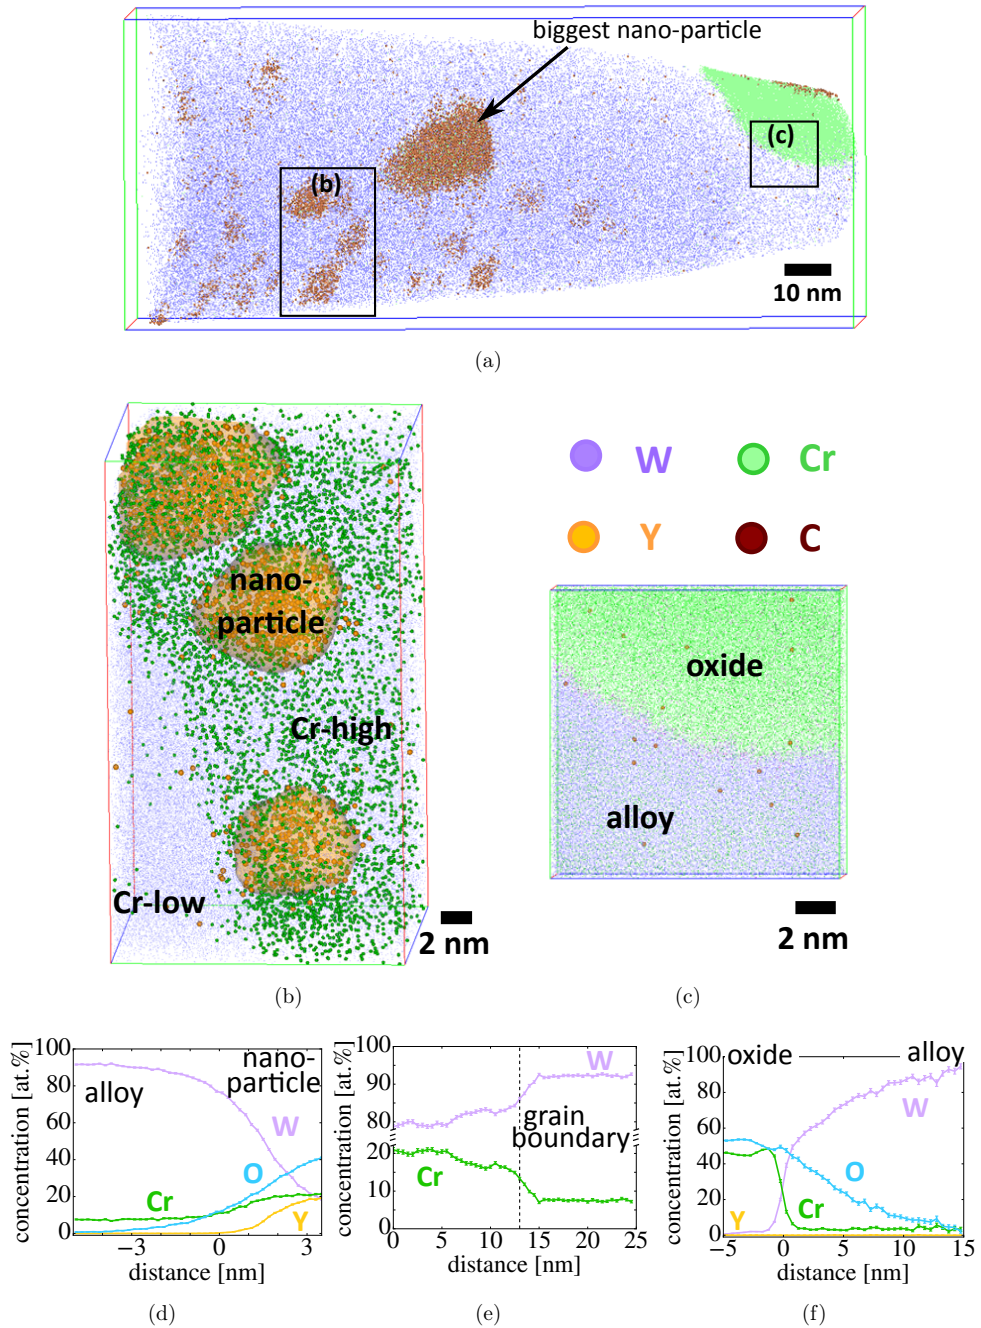 biggest nano-particle
(c)
(b)
10 nm
(a)
W
Cr
Y
C
nano-
particle
Cr-high
Cr-low
2 nm
oxide
alloy
2 nm
(b)
(c)
concentration [at.%]
100
80
60
40
20
0
alloy
nano-
particle
W
O
Cr
Y
−3
0
3
distance [nm]
concentration [at.%]
100
90
80
20
10
0
W
grain
boundary
Cr
0
5
10
15
20
25
distance [nm]
concentration [at.%]
100
80
60
40
20
0
oxide
alloy
W
O
Cr
Y
−5
0
5
10
15
distance [nm]
(d)
(e)
(f)